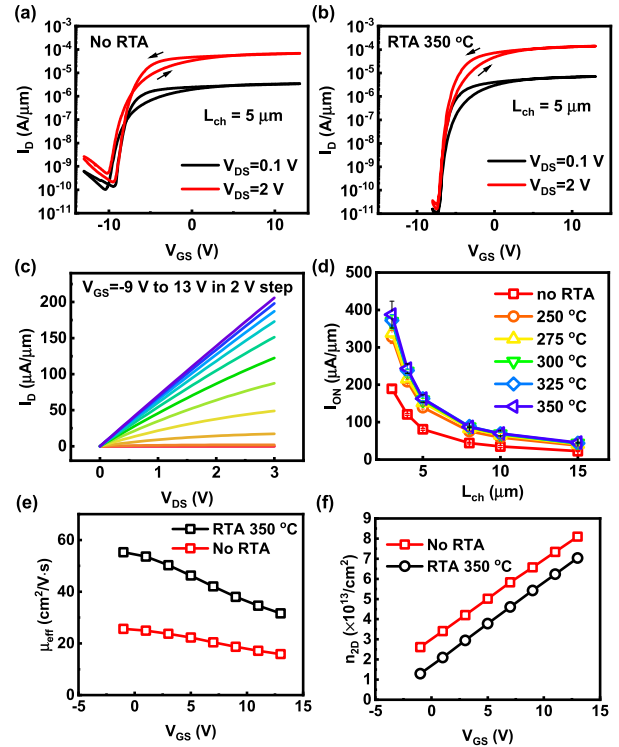 (a)
No RTA
L_ch = 5 μm
V_DS=0.1 V
V_DS=2 V
10^-3
10^-4
10^-5
10^-6
10^-7
10^-8
10^-9
10^-10
10^-11
I_D (A/μm)
-10
0
10
V_GS (V)
(b)
RTA 350 °C
L_ch = 5 μm
V_DS=0.1 V
V_DS=2 V
10^-3
10^-4
10^-5
10^-6
10^-7
10^-8
10^-9
10^-10
10^-11
I_D (A/μm)
-10
0
10
V_GS (V)
(c)
V_GS=-9 V to 13 V in 2 V step
200
150
100
50
0
I_D (μA/μm)
0
1
2
3
V_DS (V)
(d)
no RTA
250 °C
275 °C
300 °C
325 °C
350 °C
500
400
300
200
100
0
I_ON (μA/μm)
5
10
15
L_ch (μm)
(e)
RTA 350 °C
No RTA
80
60
40
20
0
μ_eff (cm²/V·s)
-5
0
5
10
15
V_GS (V)
(f)
No RTA
RTA 350 °C
9
8
7
6
5
4
3
2
1
0
n_2D (×10^13/cm²)
-5
0
5
10
15
V_GS (V)